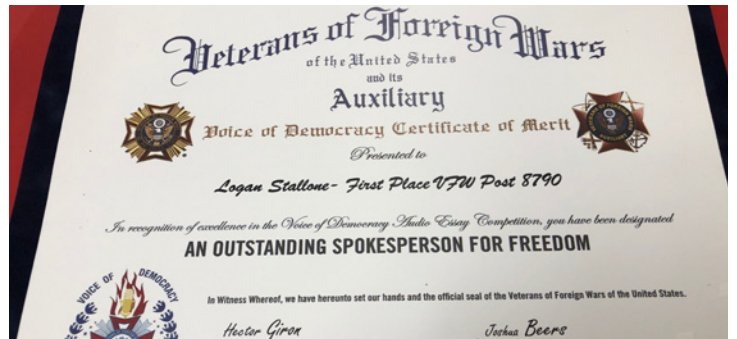 Veterans of Foreign Wars
of the United States
and its
Auxiliary
Voice of Democracy Certificate of Merit
Presented to
Logan Stallone- First Place VFW Post 8790
In recognition of excellence in the Voice of Democracy Audio Essay Competition, you have been designated
AN OUTSTANDING SPOKESPERSON FOR FREEDOM
VOICE OF DEMOCRACY
In Witness Whereof, we have hereunto set our hands and the official seal of the Veterans of Foreign Wars of the United States.
Hector Giron Joshua Beers